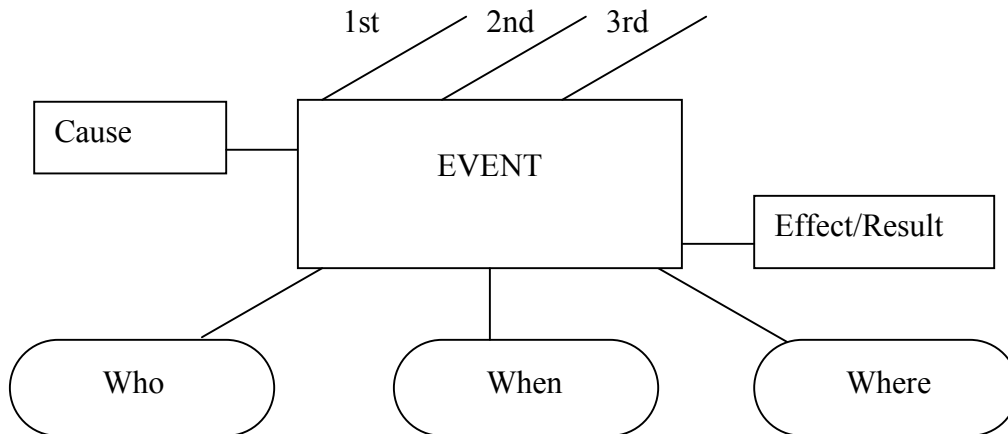 1st 2nd 3rd
Cause
EVENT
Effect/Result
Who When Where